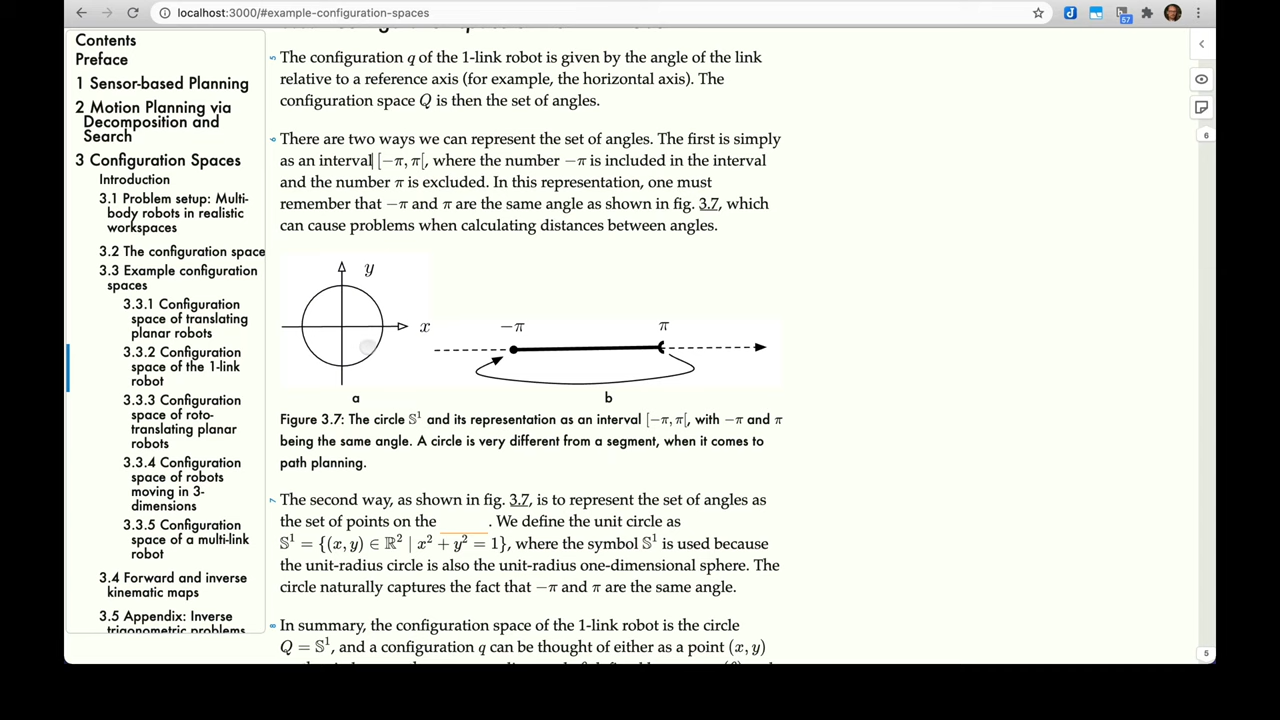 localhost:3000/#example-configuration-spaces
57
Contents
Preface
1 Sensor-based Planning
2 Motion Planning via
Decomposition and
Search
3 Configuration Spaces
Introduction
3.1 Problem setup: Multi-
body robots in realistic
workspaces
3.2 The configuration space
3.3 Example configuration
spaces
3.3.1 Configuration
space of translating
planar robots
3.3.2 Configuration
space of the 1-link
robot
3.3.3 Configuration
space of roto-
translating planar
robots
3.3.4 Configuration
space of robots
moving in 3-
dimensions
3.3.5 Configuration
space of a multi-link
robot
3.4 Forward and inverse
kinematic maps
3.5 Appendix: Inverse
trigonometric problems
5 The configuration q of the 1-link robot is given by the angle of the link
relative to a reference axis (for example, the horizontal axis). The
configuration space Q is then the set of angles.
6 There are two ways we can represent the set of angles. The first is simply
as an interval [−π, π[, where the number −π is included in the interval
and the number π is excluded. In this representation, one must
remember that −π and π are the same angle as shown in fig. 3.7, which
can cause problems when calculating distances between angles.
y
x
−π
π
a
b
Figure 3.7: The circle 𝕊¹ and its representation as an interval [−π, π[, with −π and π
being the same angle. A circle is very different from a segment, when it comes to
path planning.
7 The second way, as shown in fig. 3.7, is to represent the set of angles as
the set of points on the . We define the unit circle as
𝕊¹ = {(x, y) ∈ ℝ² | x² + y² = 1}, where the symbol 𝕊¹ is used because
the unit-radius circle is also the unit-radius one-dimensional sphere. The
circle naturally captures the fact that −π and π are the same angle.
8 In summary, the configuration space of the 1-link robot is the circle
Q = 𝕊¹, and a configuration q can be thought of either as a point (x, y)
6
5